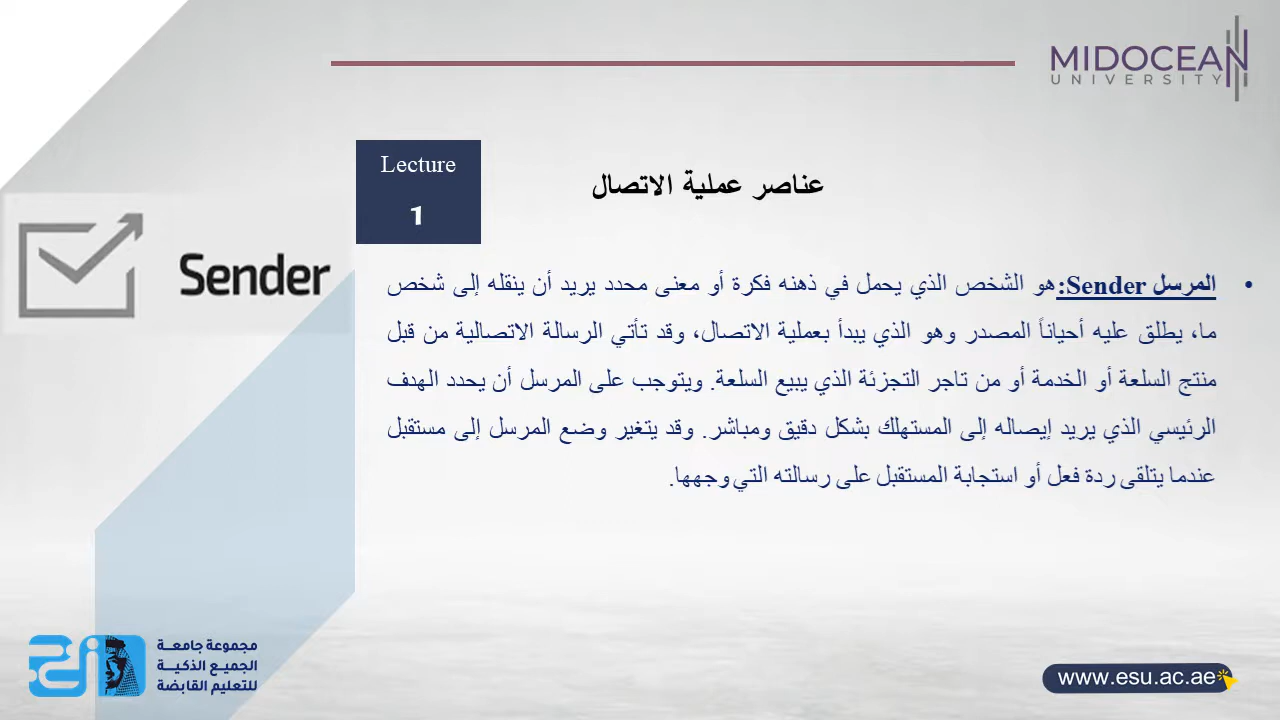 MIDOCEAN
UNIVERSITY
Lecture
1
عناصر عملية الاتصال
Sender
• المرسل Sender: هو الشخص الذي يحمل في ذهنه فكرة أو معنى محدد يريد أن ينقله إلى شخص
ما، يطلق عليه أحياناً المصدر وهو الذي يبدأ بعملية الاتصال، وقد تأتي الرسالة الاتصالية من قبل
منتج السلعة أو الخدمة أو من تاجر التجزئة الذي يبيع السلعة. ويتوجب على المرسل أن يحدد الهدف
الرئيسي الذي يريد إيصاله إلى المستهلك بشكل دقيق ومباشر. وقد يتغير وضع المرسل إلى مستقبل
عندما يتلقى ردة فعل أو استجابة المستقبل على رسالته التي وجهها.
مجموعة جامعة
الجميع الذكية
للتعليم القابضة
www.esu.ac.ae